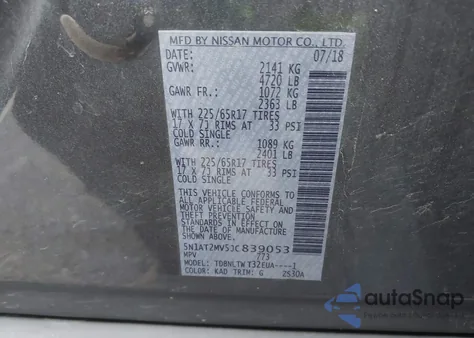 MFD BY NISSAN MOTOR CO., LTD.
DATE: 07/18
GVWR: 2141 KG
4720 LB
GAWR FR.: 1072 KG
2363 LB
WITH 225/65R17 TIRES
17 X 7J RIMS AT 33 PSI
COLD SINGLE
GAWR RR.: 1089 KG
2401 LB
WITH 225/65R17 TIRES
17 X 7J RIMS AT 33 PSI
COLD SINGLE
THIS VEHICLE CONFORMS TO
ALL APPLICABLE FEDERAL
MOTOR VEHICLE SAFETY AND
THEFT PREVENTION
STANDARDS IN EFFECT ON
THE DATE OF MANUFACTURE
SHOWN ABOVE.
5N1AT2MV5JC839053
MPV 773
MODEL: TDBNLTW T32EUA----1
COLOR: KAD TRIM: G 2530A
autoSnap